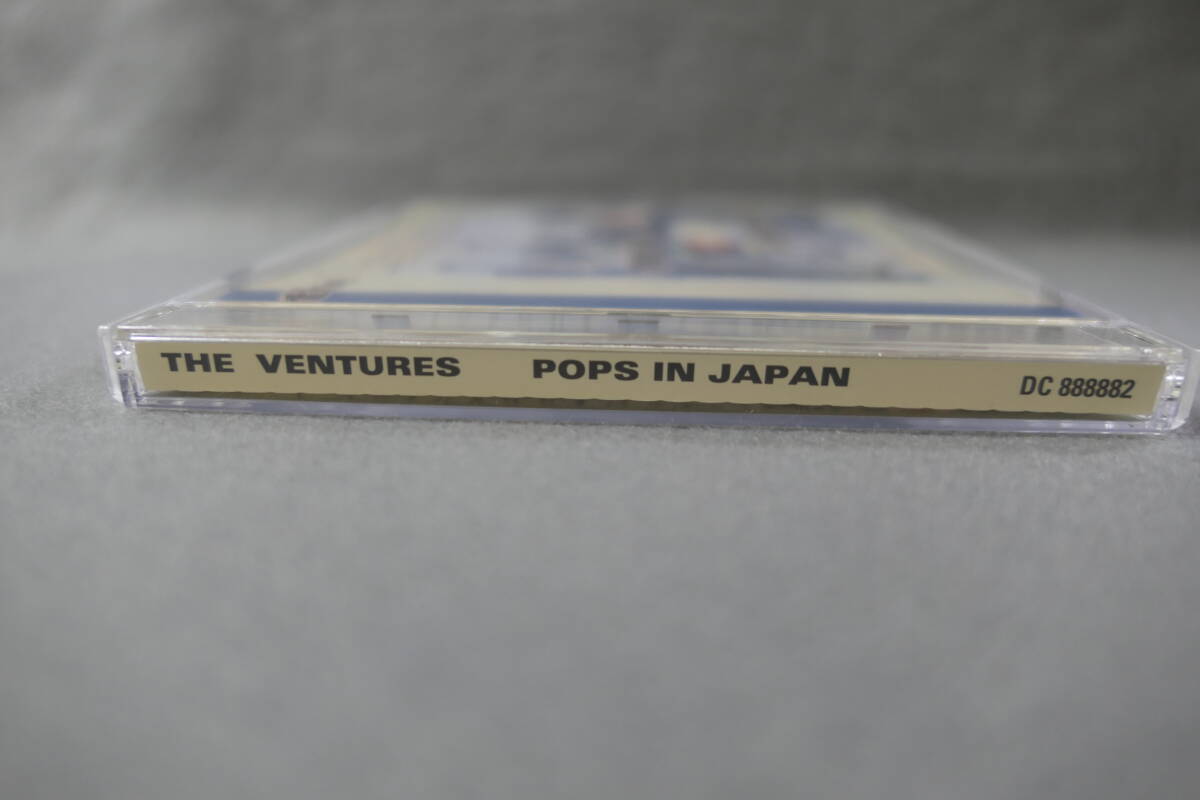 THE VENTURES POPS IN JAPAN DC 888882